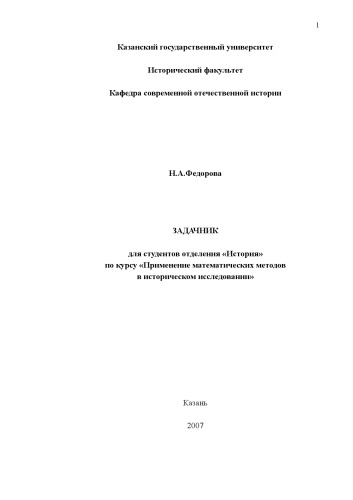 1
Казанский государственный университет
Исторический факультет
Кафедра современной отечественной истории
Н.А.Федорова
ЗАДАЧНИК
для студентов отделения «История»
по курсу «Применение математических методов
в историческом исследовании»
Казань
2007